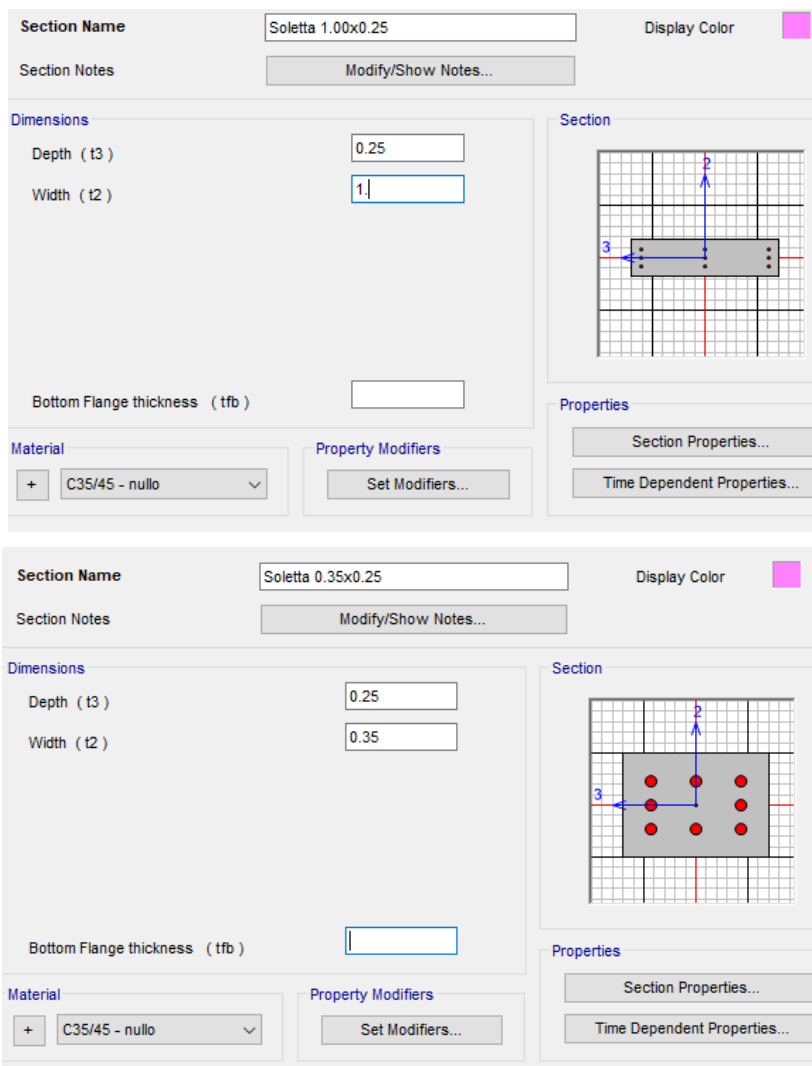 Section Name Soletta 1.00x0.25 Display Color
Section Notes Modify/Show Notes...
Dimensions Section
Depth ( t3 ) 0.25
Width ( t2 ) 1.
2
3
Bottom Flange thickness ( tfb )
Properties
Material Property Modifiers Section Properties...
+ C35/45 - nullo Set Modifiers... Time Dependent Properties...
Section Name Soletta 0.35x0.25 Display Color
Section Notes Modify/Show Notes...
Dimensions Section
Depth ( t3 ) 0.25
Width ( t2 ) 0.35
2
3
Bottom Flange thickness ( tfb )
Properties
Material Property Modifiers Section Properties...
+ C35/45 - nullo Set Modifiers... Time Dependent Properties...